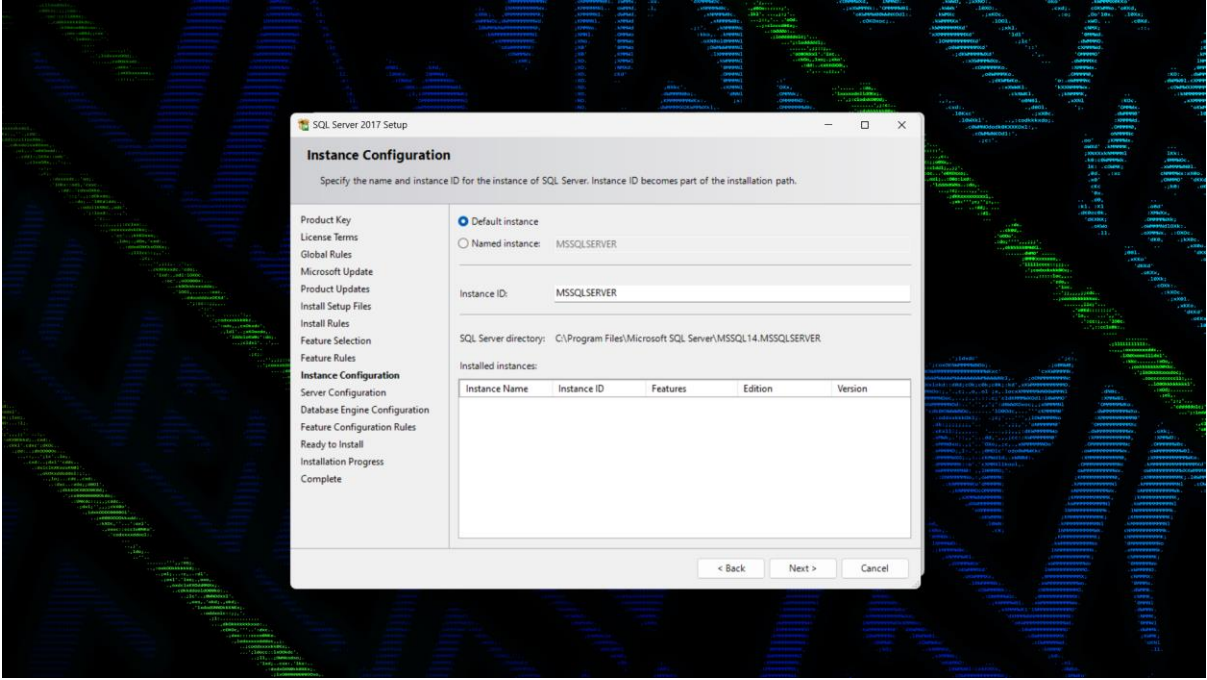 SQL Server 2017 Setup
Instance Configuration
Specify the name and instance ID for the instance of SQL Server. Instance ID becomes part of the installation path.
Product Key
License Terms
Global Rules
Microsoft Update
Product Updates
Install Setup Files
Install Rules
Feature Selection
Feature Rules
Instance Configuration
Server Configuration
Database Engine Configuration
Feature Configuration Rules
Ready to Install
Installation Progress
Complete
Default instance
Named instance: MSSQLSERVER
Instance ID: MSSQLSERVER
SQL Server directory: C:\Program Files\Microsoft SQL Server\MSSQL14.MSSQLSERVER
Installed instances:
Instance Name Instance ID Features Edition Version
< Back Next > Cancel